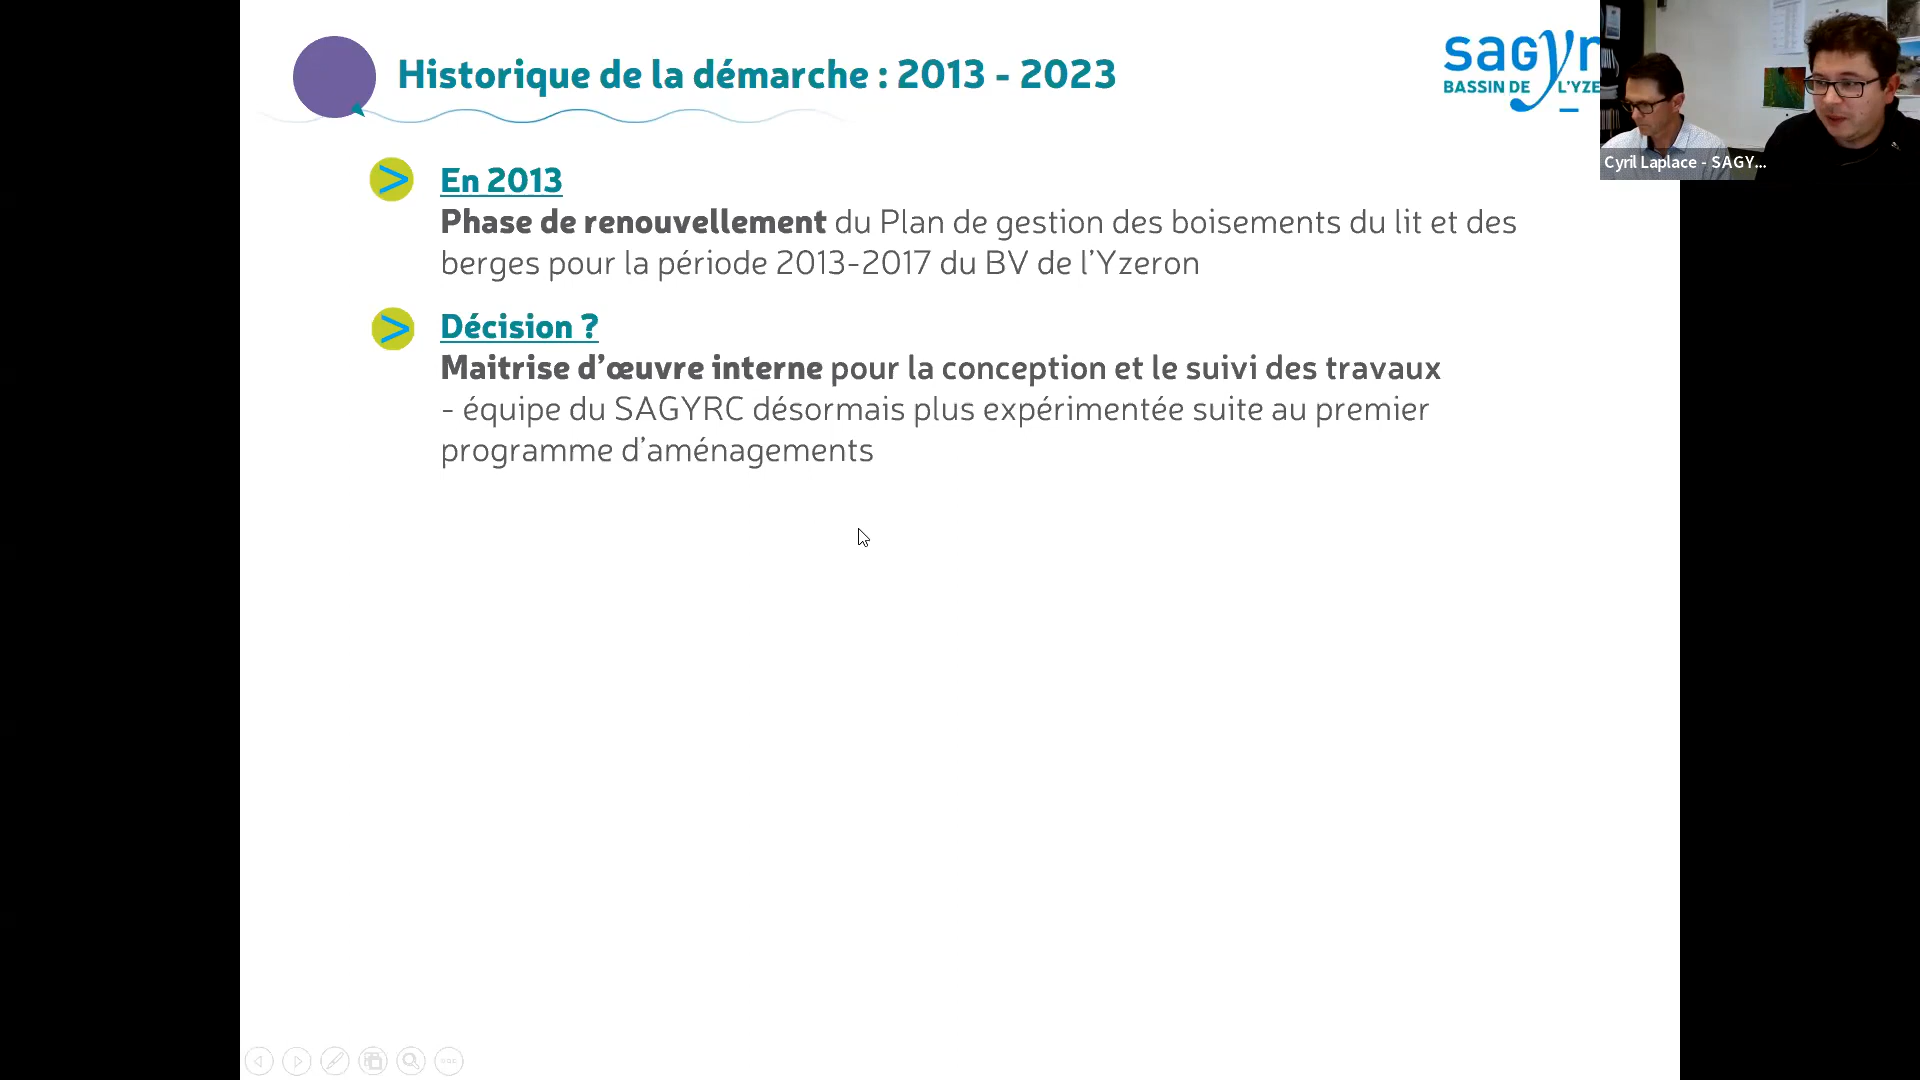 Historique de la démarche : 2013 - 2023
sagyr
BASSIN DE L'YZE
Cyril Laplace - SAGY...
En 2013
Phase de renouvellement du Plan de gestion des boisements du lit et des
berges pour la période 2013-2017 du BV de l’Yzeron
Décision ?
Maitrise d’œuvre interne pour la conception et le suivi des travaux
- équipe du SAGYRC désormais plus expérimentée suite au premier
programme d’aménagements